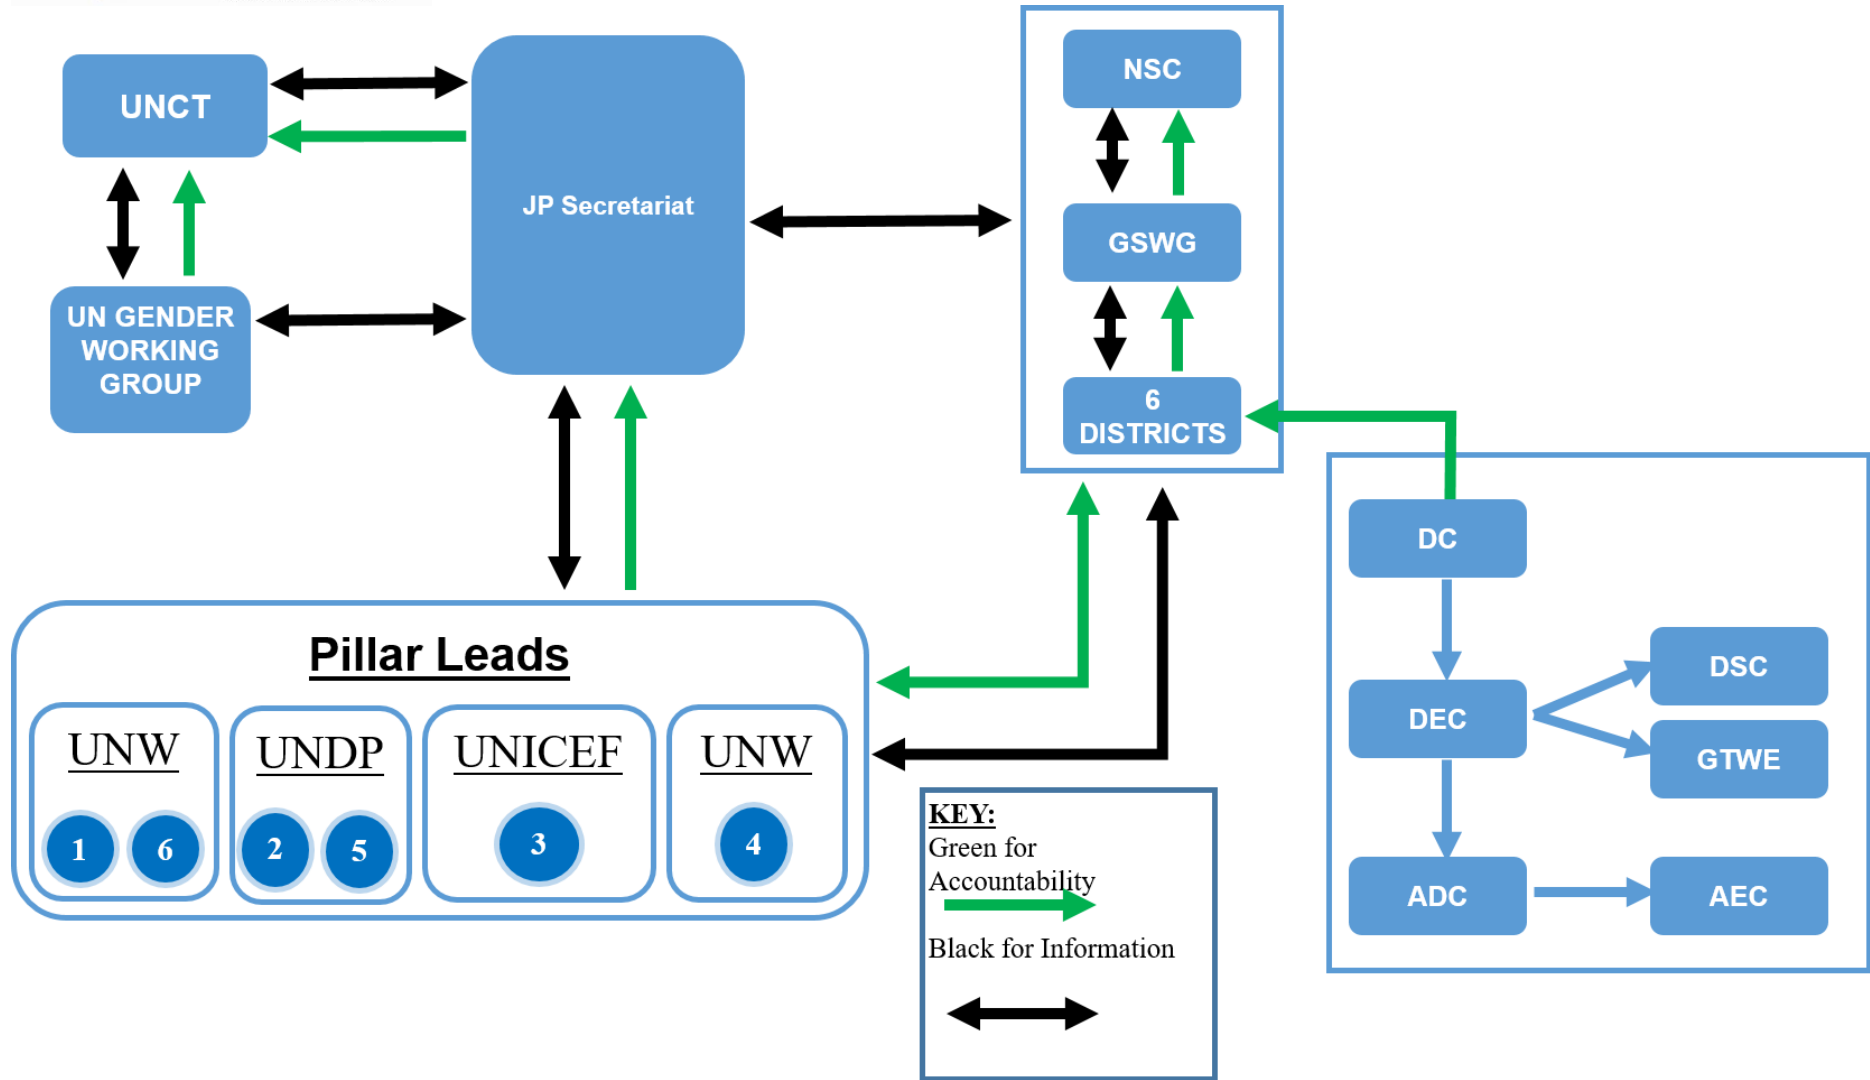 UNCT
JP Secretariat
NSC
GSWG
UN GENDER
WORKING
GROUP
6
DISTRICTS
DC
DSC
DEC
GTWE
ADC
AEC
Pillar Leads
UNW
1
6
UNDP
2
5
UNICEF
3
UNW
4
KEY:
Green for
Accountability
Black for Information